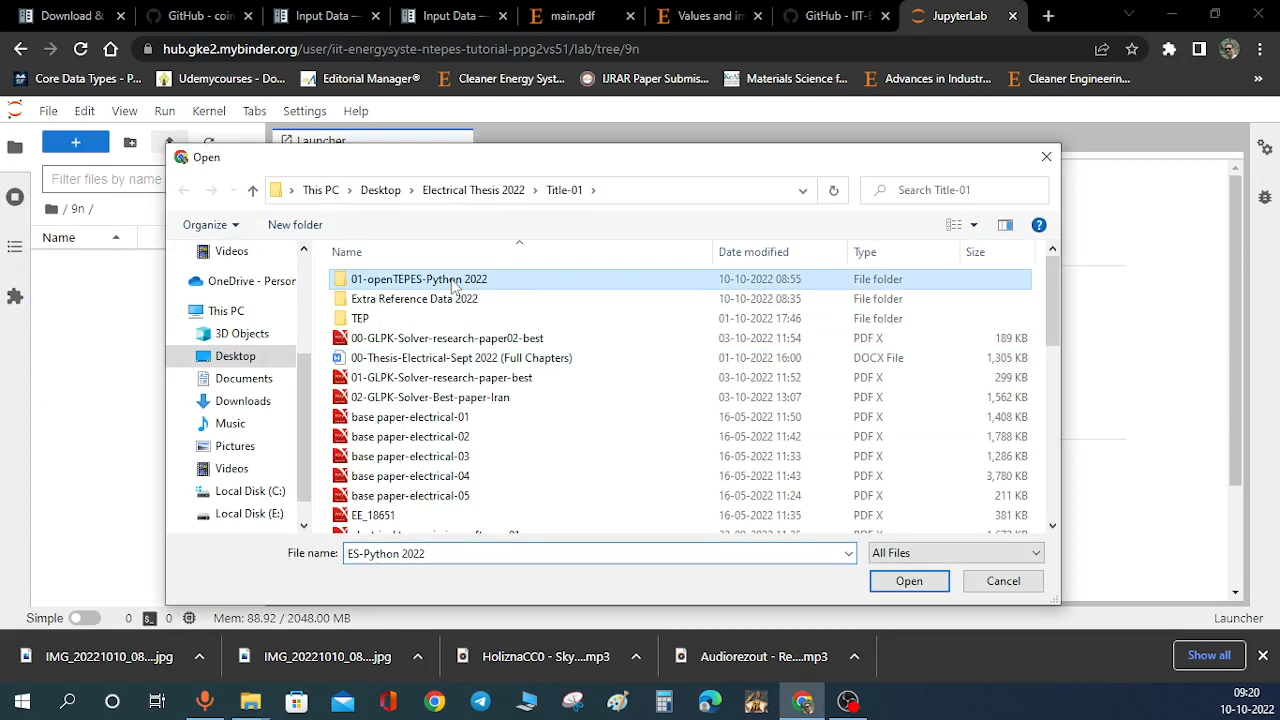 Download &
GitHub - coin
Input Data —
Input Data —
main.pdf
Values and im
GitHub - IIT-E
JupyterLab
hub.gke2.mybinder.org/user/iit-energysyste-ntepes-tutorial-ppg2vs51/lab/tree/9n
Core Data Types - P...
Udemycourses - Do...
Editorial Manager®
Cleaner Energy Syst...
IJRAR Paper Submis...
Materials Science f...
Advances in Industr...
Cleaner Engineerin...
File Edit View Run Kernel Tabs Settings Help
Launcher
Filter files by name
/ 9n /
Name
Open
This PC > Desktop > Electrical Thesis 2022 > Title-01 >
Search Title-01
Organize New folder
Videos
OneDrive - Person
This PC
3D Objects
Desktop
Documents
Downloads
Music
Pictures
Videos
Local Disk (C:)
Local Disk (E:)
Name Date modified Type Size
01-openTEPES-Python 2022 10-10-2022 08:55 File folder
Extra Reference Data 2022 10-10-2022 08:35 File folder
TEP 01-10-2022 17:46 File folder
00-GLPK-Solver-research-paper02-best 03-10-2022 11:54 PDF X 189 KB
00-Thesis-Electrical-Sept 2022 (Full Chapters) 01-10-2022 16:00 DOCX File 1,305 KB
01-GLPK-Solver-research-paper-best 03-10-2022 11:52 PDF X 299 KB
02-GLPK-Solver-Best-paper-Iran 03-10-2022 13:07 PDF X 1,562 KB
base paper-electrical-01 16-05-2022 11:50 PDF X 1,408 KB
base paper-electrical-02 16-05-2022 11:42 PDF X 1,788 KB
base paper-electrical-03 16-05-2022 11:33 PDF X 1,286 KB
base paper-electrical-04 16-05-2022 11:43 PDF X 3,780 KB
base paper-electrical-05 16-05-2022 11:24 PDF X 211 KB
EE_18651 16-05-2022 11:35 PDF X 381 KB
File name: ES-Python 2022 All Files
Open Cancel
Simple 0 0 Mem: 88.92 / 2048.00 MB Launcher
IMG_20221010_08....jpg
IMG_20221010_08....jpg
HoliznaCC0 - Sky....mp3
Audiorezout - Re....mp3
Show all
09:20
10-10-2022